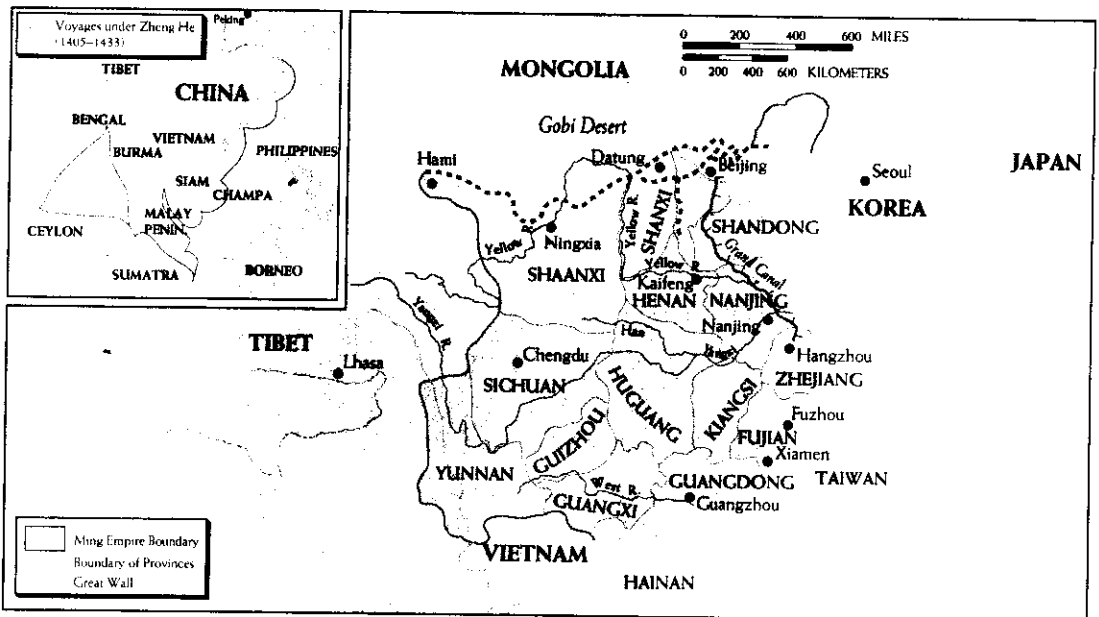 Peking
Voyages under Zheng He
(1405–1433)
TIBET
CHINA
BENGAL
BURMA
VIETNAM
PHILIPPINES
SIAM
CHAMPA
MALAY
PENIN.
CEYLON
SUMATRA
BORNEO
0 200 400 600 MILES
0 200 400 600 KILOMETERS
MONGOLIA
Gobi Desert
Hami
Datung
Beijing
Seoul
JAPAN
KOREA
Yellow R.
SHANXI
SHANDONG
Yellow R.
Ningxia
SHAANXI
Yellow R.
Grand Canal
Kaifeng
HENAN
NANJING
Yangzi R.
Han
Nanjing
Yangzi
TIBET
Lhasa
Chengdu
SICHUAN
Hangzhou
ZHEJIANG
HUGUANG
KIANGSI
GUIZHOU
Fuzhou
FUJIAN
Xiamen
YUNNAN
West R.
GUANGDONG
TAIWAN
GUANGXI
Guangzhou
VIETNAM
HAINAN
Ming Empire Boundary
Boundary of Provinces
Great Wall